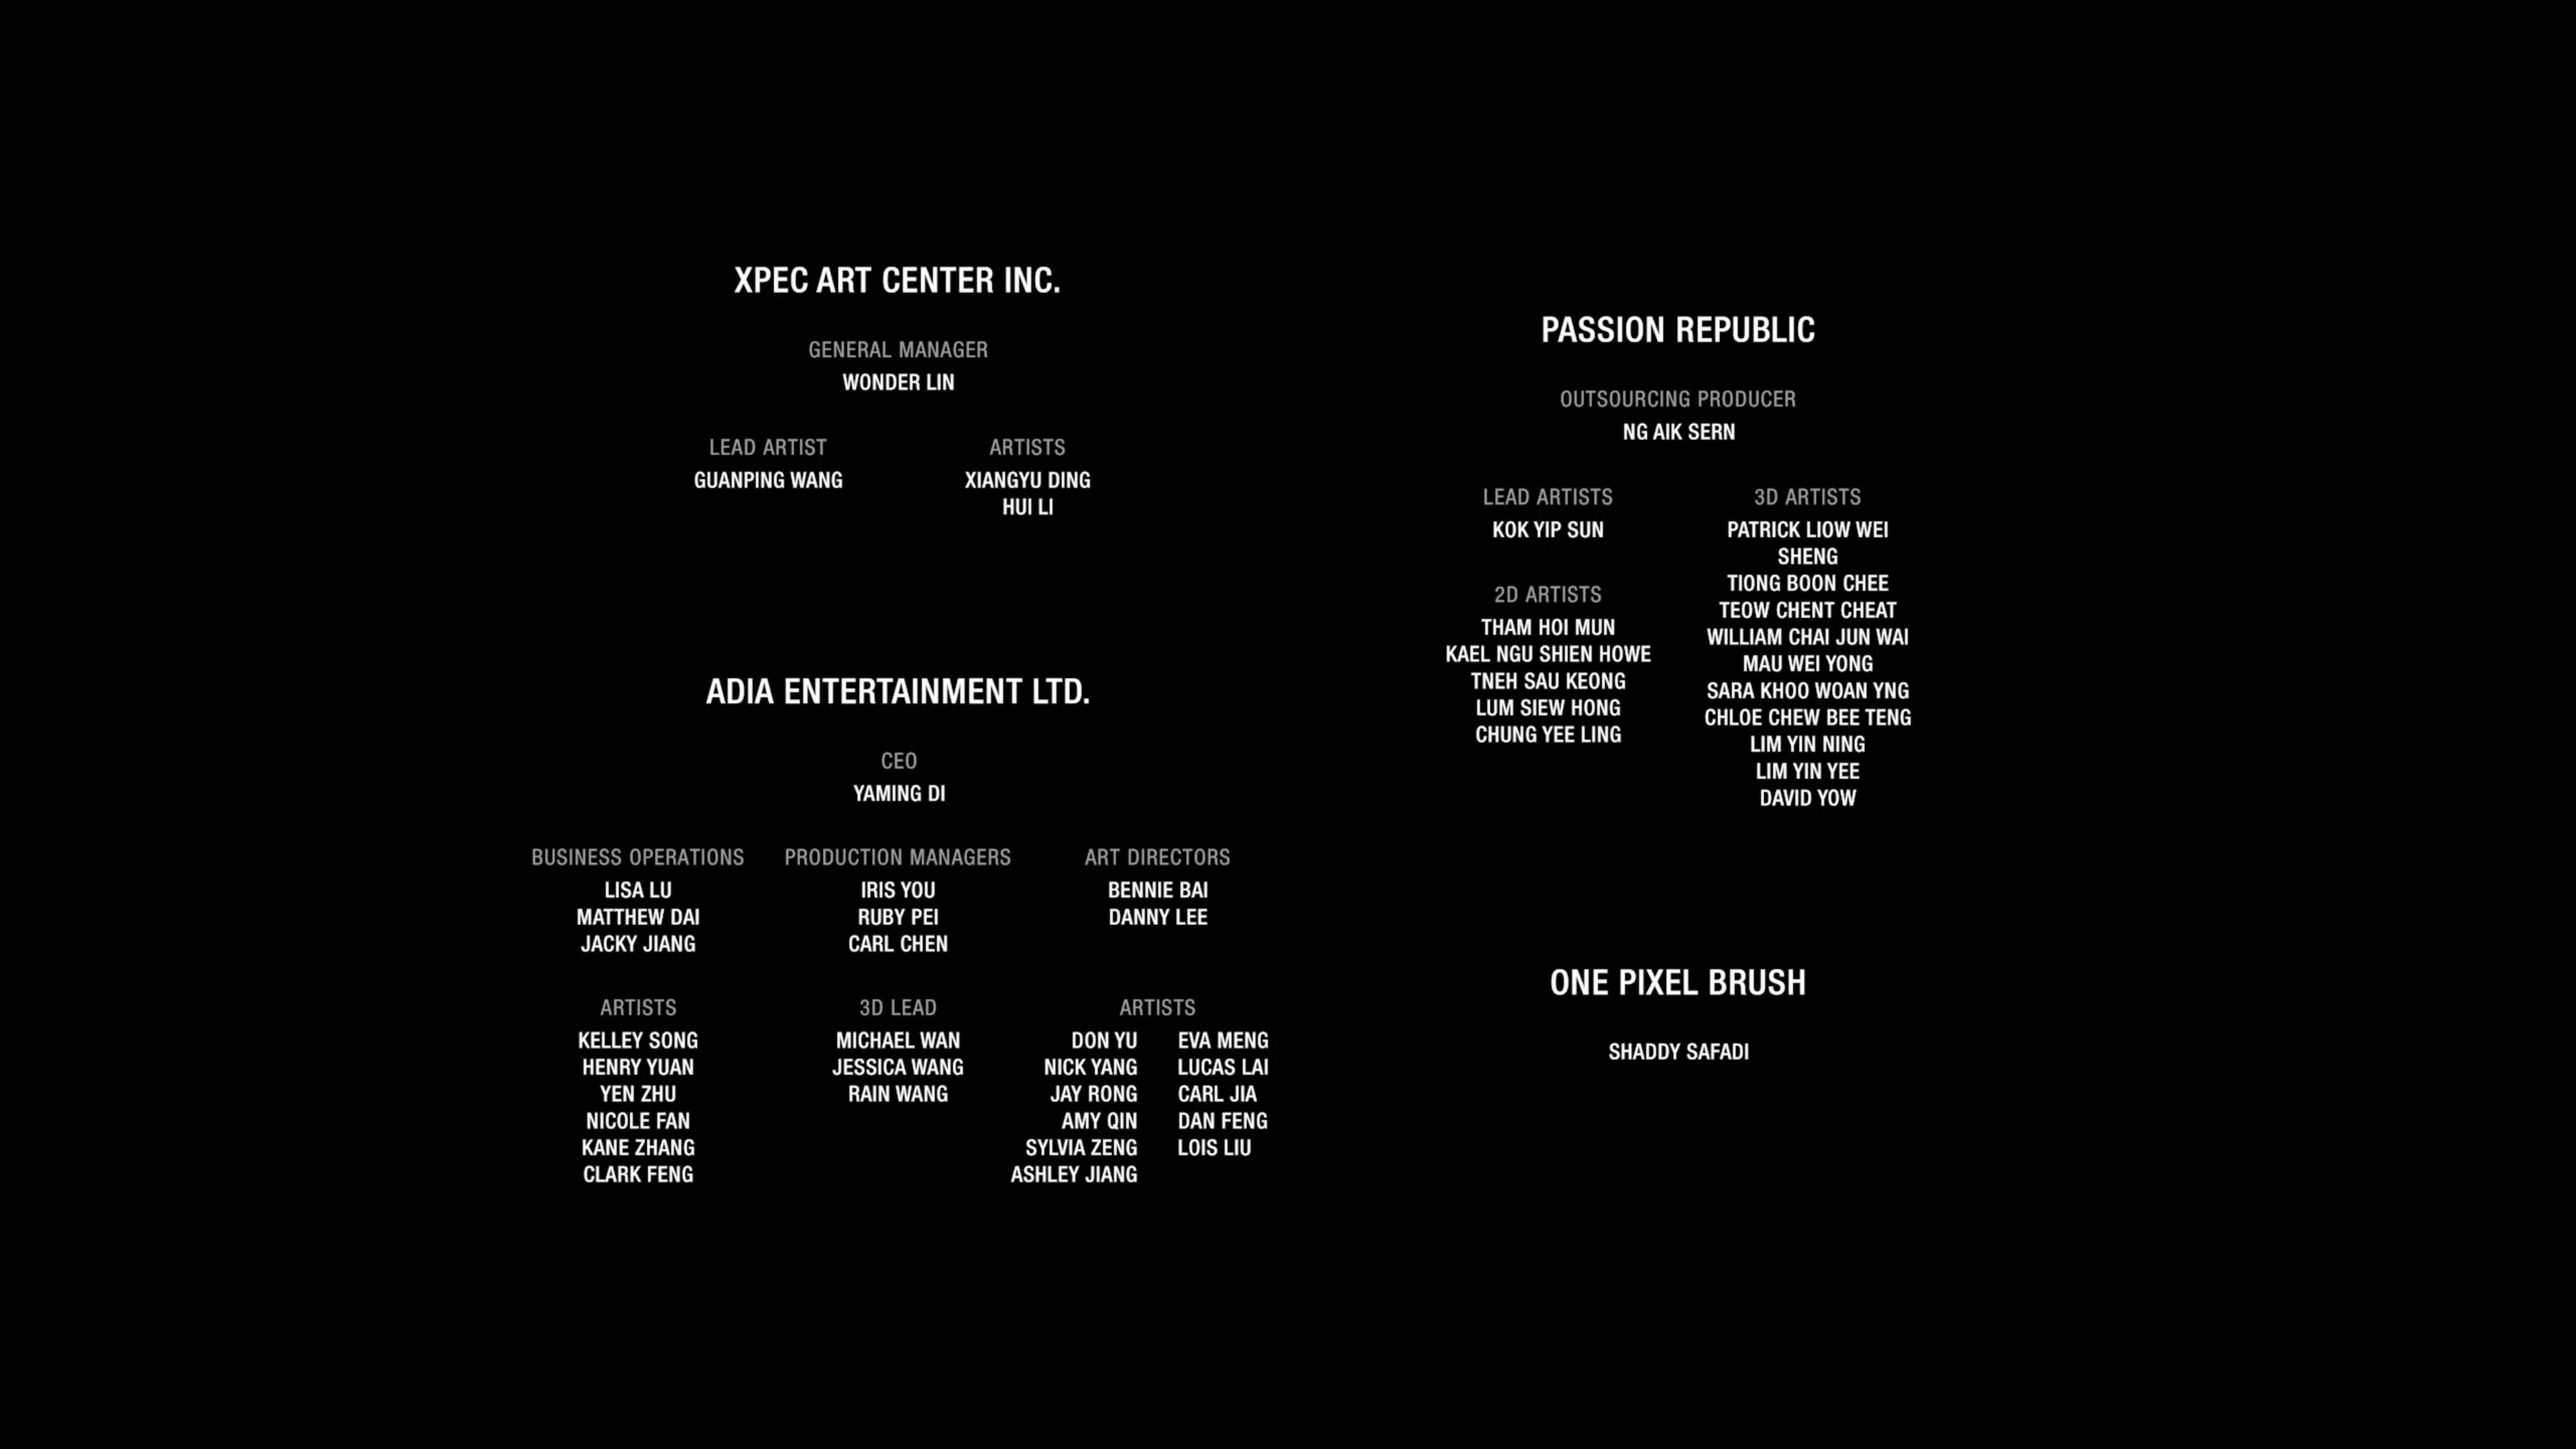 XPEC ART CENTER INC.
GENERAL MANAGER
WONDER LIN
LEAD ARTIST
GUANPING WANG
ARTISTS
XIANGYU DING
HUI LI
ADIA ENTERTAINMENT LTD.
CEO
YAMING DI
BUSINESS OPERATIONS
LISA LU
MATTHEW DAI
JACKY JIANG
PRODUCTION MANAGERS
IRIS YOU
RUBY PEI
CARL CHEN
ART DIRECTORS
BENNIE BAI
DANNY LEE
ARTISTS
KELLEY SONG
HENRY YUAN
YEN ZHU
NICOLE FAN
KANE ZHANG
CLARK FENG
3D LEAD
MICHAEL WAN
JESSICA WANG
RAIN WANG
ARTISTS
DON YU
NICK YANG
JAY RONG
AMY QIN
SYLVIA ZENG
ASHLEY JIANG
EVA MENG
LUCAS LAI
CARL JIA
DAN FENG
LOIS LIU
PASSION REPUBLIC
OUTSOURCING PRODUCER
NG AIK SERN
LEAD ARTISTS
KOK YIP SUN
2D ARTISTS
THAM HOI MUN
KAEL NGU SHIEN HOWE
TNEH SAU KEONG
LUM SIEW HONG
CHUNG YEE LING
3D ARTISTS
PATRICK LIOW WEI
SHENG
TIONG BOON CHEE
TEOW CHENT CHEAT
WILLIAM CHAI JUN WAI
MAU WEI YONG
SARA KHOO WOAN YNG
CHLOE CHEW BEE TENG
LIM YIN NING
LIM YIN YEE
DAVID YOW
ONE PIXEL BRUSH
SHADDY SAFADI